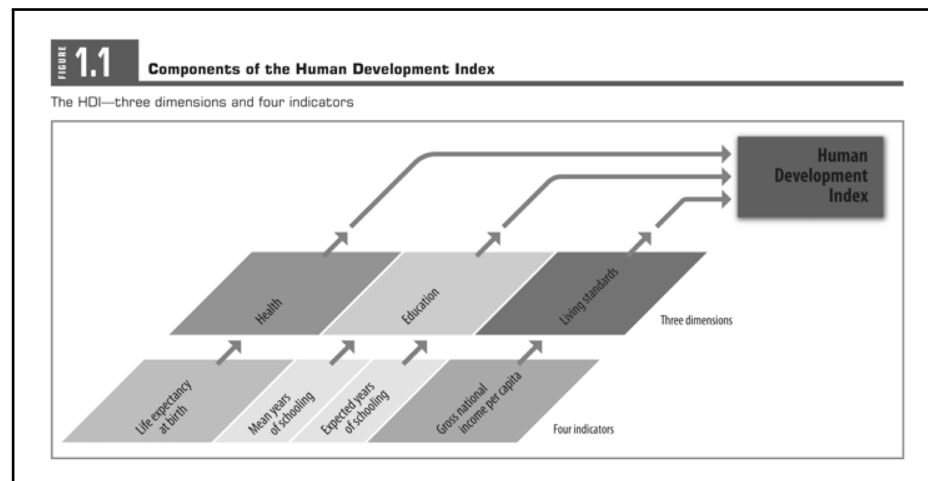 FIGURE 1.1
Components of the Human Development Index
The HDI—three dimensions and four indicators
Human
Development
Index
Health
Education
Living standards
Three dimensions
Life expectancy
at birth
Mean years
of schooling
Expected years
of schooling
Gross national
income per capita
Four indicators